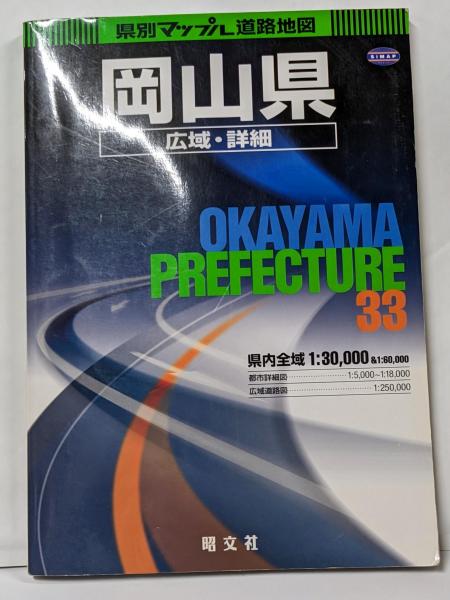 県別マップル道路地図
SiMAP
岡山県
広域・詳細
OKAYAMA
PREFECTURE
33
県内全域 1:30,000 &1:60,000
都市詳細図 1:5,000~1:18,000
広域道路図 1:250,000
昭文社